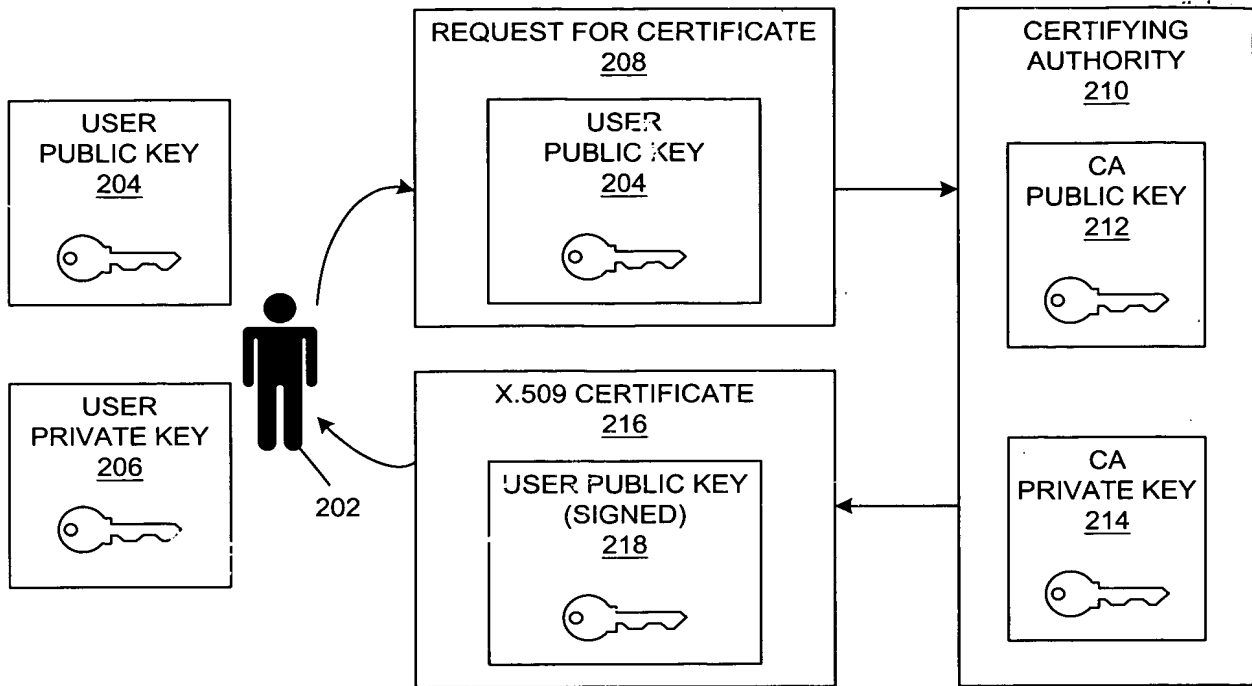 USER
PUBLIC KEY
204
USER
PRIVATE KEY
206
202
REQUEST FOR CERTIFICATE
208
USER
PUBLIC KEY
204
X.509 CERTIFICATE
216
USER PUBLIC KEY
(SIGNED)
218
CERTIFYING
AUTHORITY
210
CA
PUBLIC KEY
212
CA
PRIVATE KEY
214